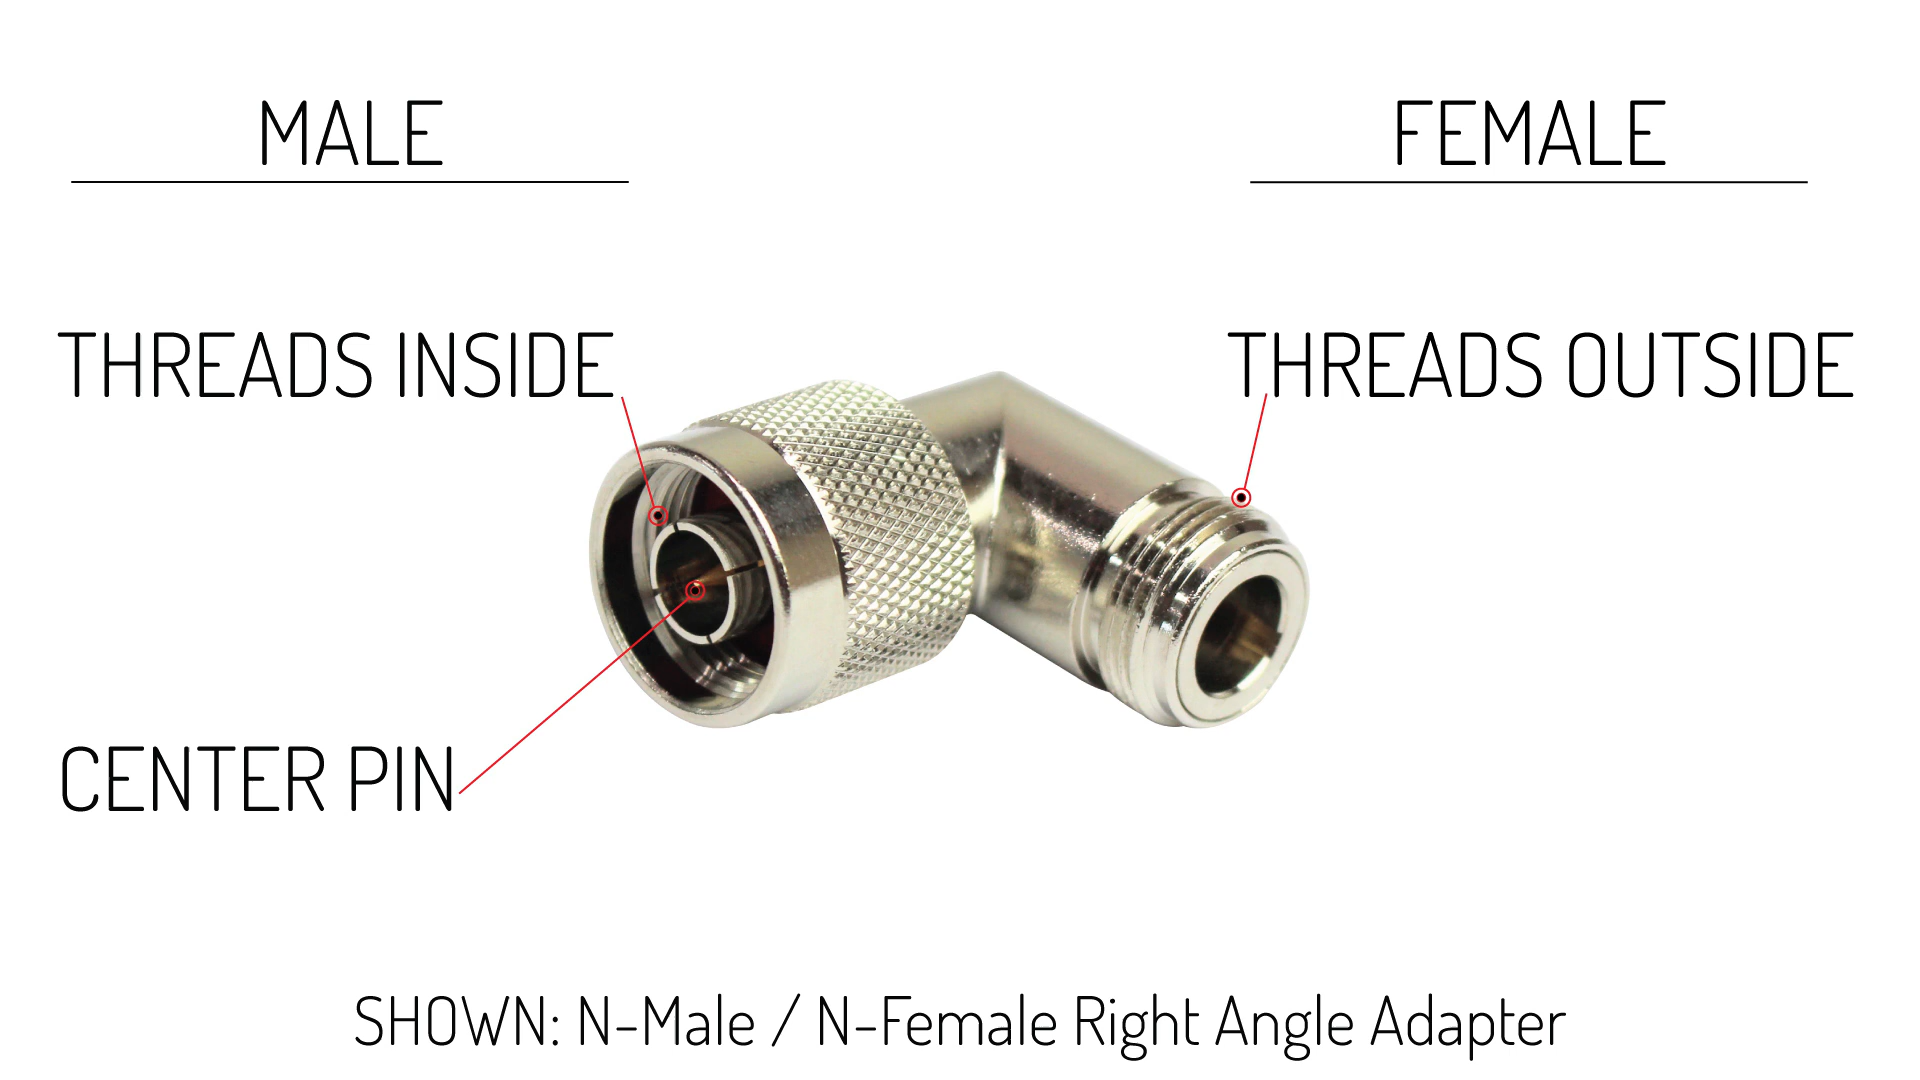 MALE
FEMALE
THREADS INSIDE
THREADS OUTSIDE
CENTER PIN
SHOWN: N-Male / N-Female Right Angle Adapter